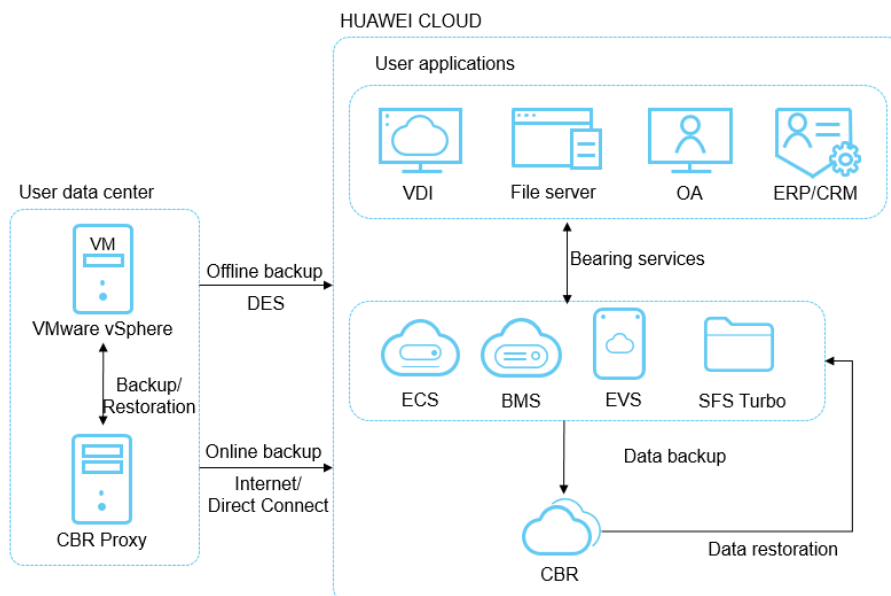 HUAWEI CLOUD
User applications
VDI
File server
OA
ERP/CRM
User data center
VM
VMware vSphere
Backup/
Restoration
CBR Proxy
Offline backup
DES
Online backup
Internet/
Direct Connect
Bearing services
ECS
BMS
EVS
SFS Turbo
Data backup
CBR
Data restoration